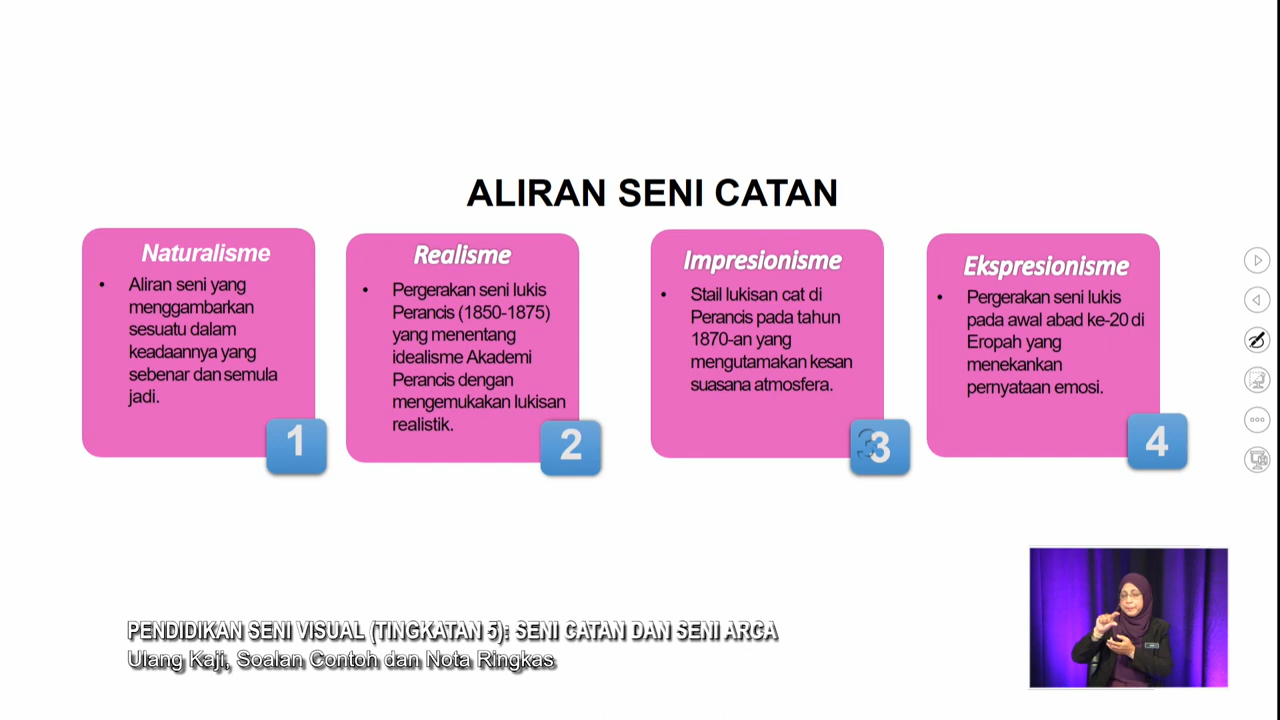 ALIRAN SENI CATAN
Naturalisme
• Aliran seni yang
menggambarkan
sesuatu dalam
keadaannya yang
sebenar dan semula
jadi.
1
Realisme
• Pergerakan seni lukis
Perancis (1850-1875)
yang menentang
idealisme Akademi
Perancis dengan
mengemukakan lukisan
realistik.
2
Impresionisme
• Stail lukisan cat di
Perancis pada tahun
1870-an yang
mengutamakan kesan
suasana atmosfera.
3
Ekspresionisme
• Pergerakan seni lukis
pada awal abad ke-20 di
Eropah yang
menekankan
pernyataan emosi.
4
PENDIDIKAN SENI VISUAL (TINGKATAN 5): SENI CATAN DAN SENI ARCA
Ulang Kaji, Soalan Contoh dan Nota Ringkas